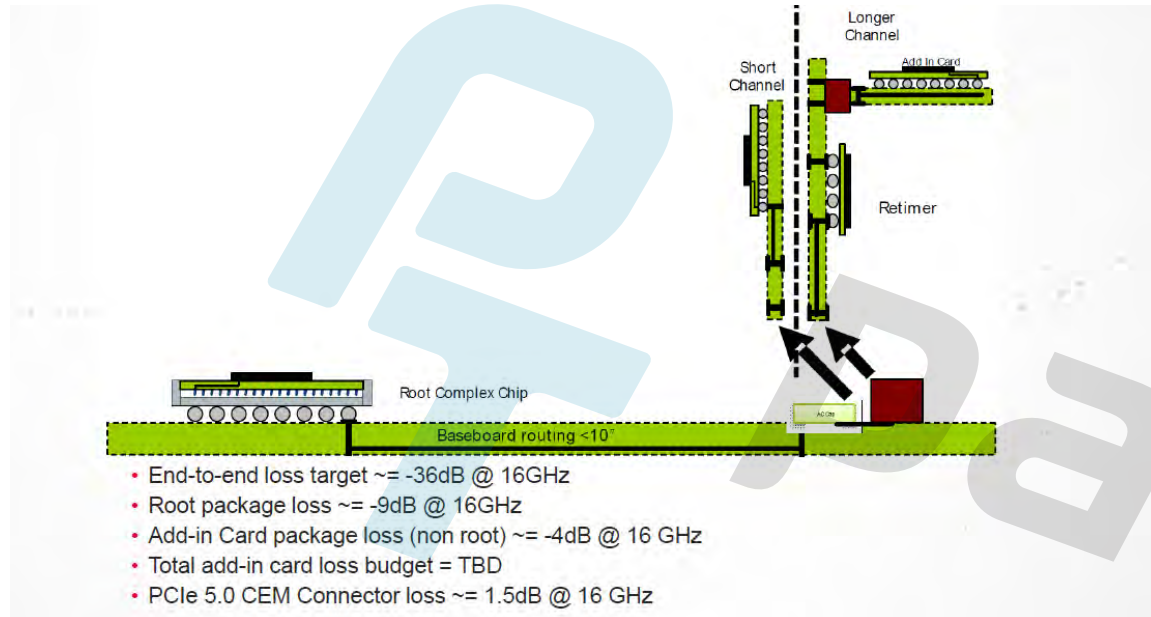 Longer
Channel
Short
Channel
Add In Card
Retimer
Root Complex Chip
Baseboard routing <10"
• End-to-end loss target ~= -36dB @ 16GHz
• Root package loss ~= -9dB @ 16GHz
• Add-in Card package loss (non root) ~= -4dB @ 16 GHz
• Total add-in card loss budget = TBD
• PCIe 5.0 CEM Connector loss ~= 1.5dB @ 16 GHz